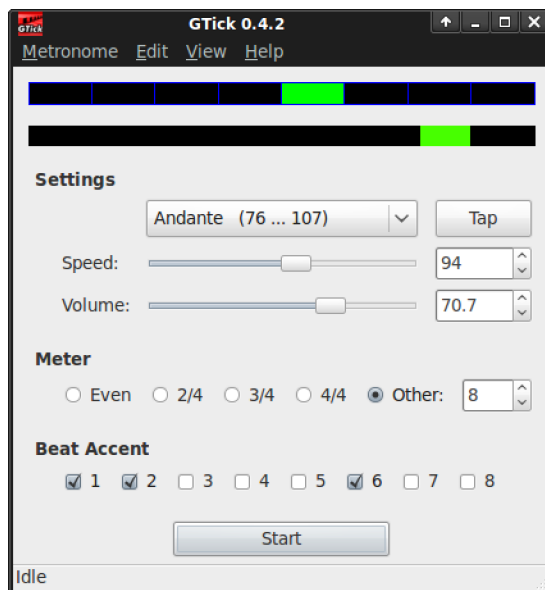 GTick GTick 0.4.2
Metronome Edit View Help
Settings
Andante (76 ... 107) Tap
Speed: 94
Volume: 70.7
Meter
Even 2/4 3/4 4/4 Other: 8
Beat Accent
1 2 3 4 5 6 7 8
Start
Idle